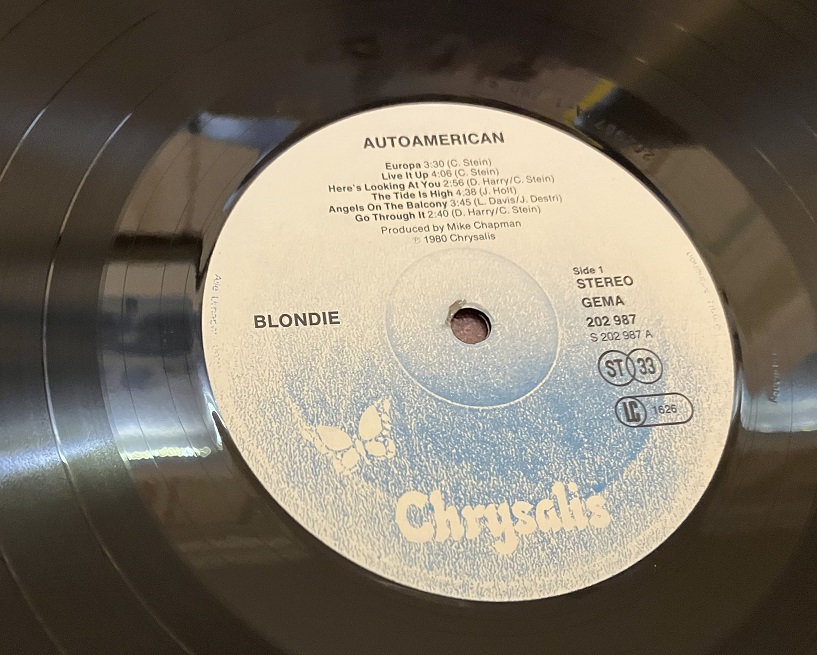 AUTOAMERICAN
Europa 3:30 (C. Stein)
Live It Up 4:06 (C. Stein)
Here's Looking At You 2:56 (D. Harry/C. Stein)
The Tide is High 4:38 (J. Holt)
Angels On The Balcony 3:45 (L. Davis/J. Destri)
Go Through It 2:40 (D. Harry/C. Stein)
Produced by Mike Chapman
℗ 1980 Chrysalis
BLONDIE
Side 1
STEREO
GEMA
202 987
S 202 987 A
ST 33
LC 1626
Chrysalis